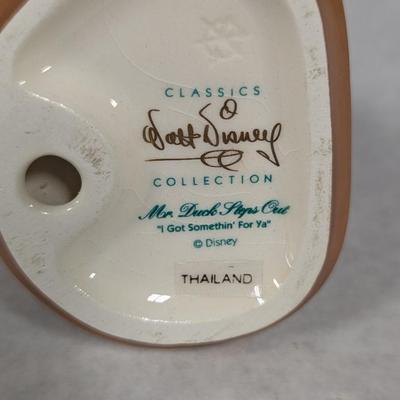 CLASSICS
Walt Disney
COLLECTION
Mr. Duck Steps Out
"I Got Somethin' For Ya"
© Disney
THAILAND